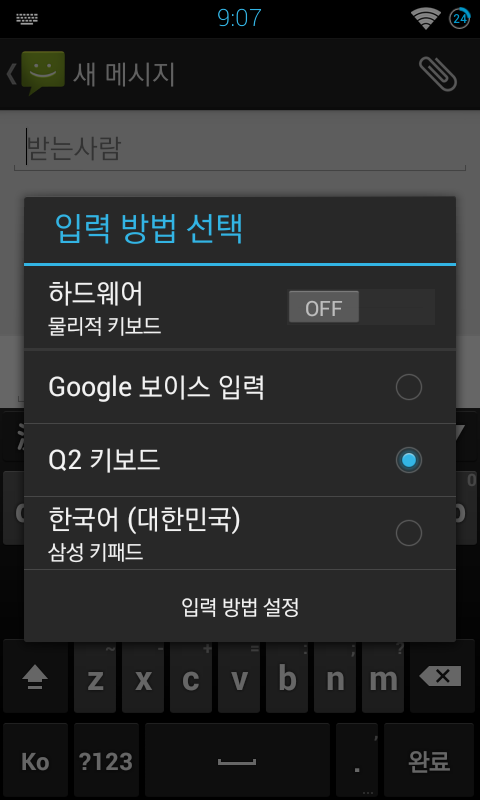 9:07
24
새 메시지
받는사람
입력 방법 선택
하드웨어
OFF
물리적 키보드
Google 보이스 입력
Q2 키보드
한국어 (대한민국)
삼성 키패드
입력 방법 설정
0
~ - + = : ; ?
z x c v b n m
Ko ?123 . , ... 완료